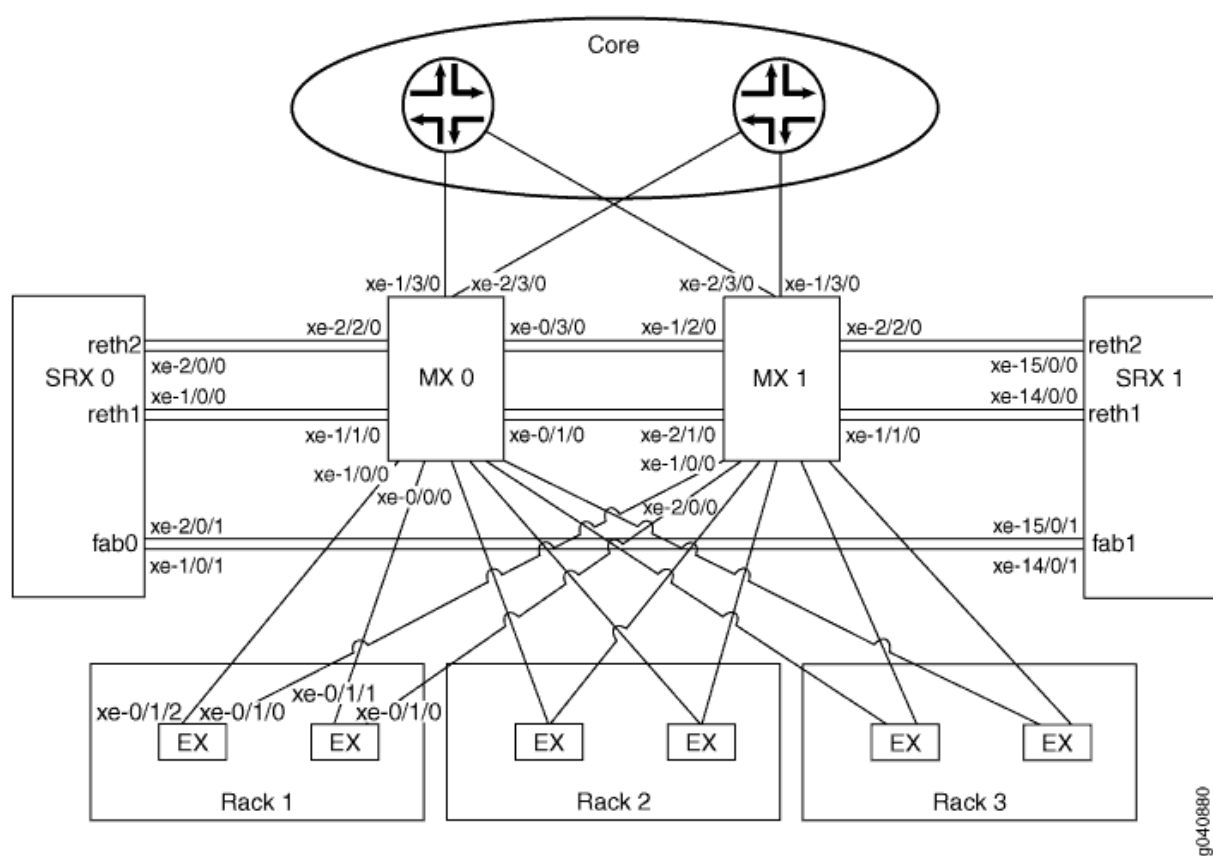 Core
xe-1/3/0 xe-2/3/0 xe-2/3/0 xe-1/3/0
xe-2/2/0 xe-0/3/0 xe-1/2/0 xe-2/2/0
reth2 reth2
xe-2/0/0 xe-15/0/0
SRX 0 MX 0 MX 1 SRX 1
xe-1/0/0 xe-14/0/0
reth1 reth1
xe-1/1/0 xe-0/1/0 xe-2/1/0 xe-1/1/0
xe-1/0/0 xe-1/0/0
xe-0/0/0 xe-2/0/0
xe-2/0/1 xe-15/0/1
fab0 fab1
xe-1/0/1 xe-14/0/1
xe-0/1/1
xe-0/1/2 xe-0/1/0 xe-0/1/0
EX EX EX EX EX EX
Rack 1 Rack 2 Rack 3
g040880